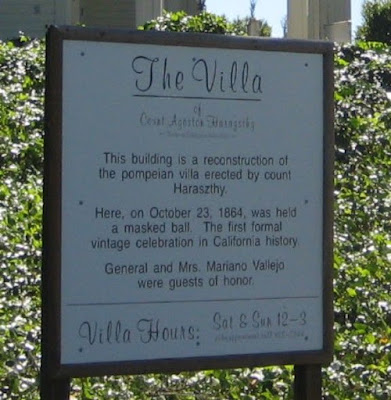 The Villa
of
Count Agoston Haraszthy
This building is a reconstruction of
the pompeian villa erected by count
Haraszthy.
Here, on October 23, 1864, was held
a masked ball. The first formal
vintage celebration in California history
General and Mrs. Mariano Vallejo
were guests of honor.
Villa Hours: Sat & Sun 12-3